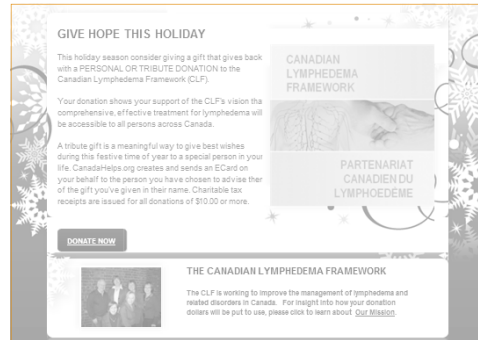 GIVE HOPE THIS HOLIDAY
This holiday season consider giving a gift that gives back
with a PERSONAL OR TRIBUTE DONATION to the
Canadian Lymphedema Framework (CLF).
Your donation shows your support of the CLF's vision tha
comprehensive, effective treatment for lymphedema will
be accessible to all persons across Canada.
A tribute gift is a meaningful way to give best wishes
during this festive time of year to a special person in your
life. CanadaHelps.org creates and sends an ECard on
your behalf to the person you have chosen to advise ther
of the gift you've given in their name. Charitable tax
receipts are issued for all donations of $10.00 or more.
DONATE NOW
CANADIAN
LYMPHEDEMA
FRAMEWORK
PARTENARIAT
CANADIEN DU
LYMPHOEDÈME
THE CANADIAN LYMPHEDEMA FRAMEWORK
The CLF is working to improve the management of lymphedema and
related disorders in Canada. For insight into how your donation
dollars will be put to use, please click to learn about Our Mission.